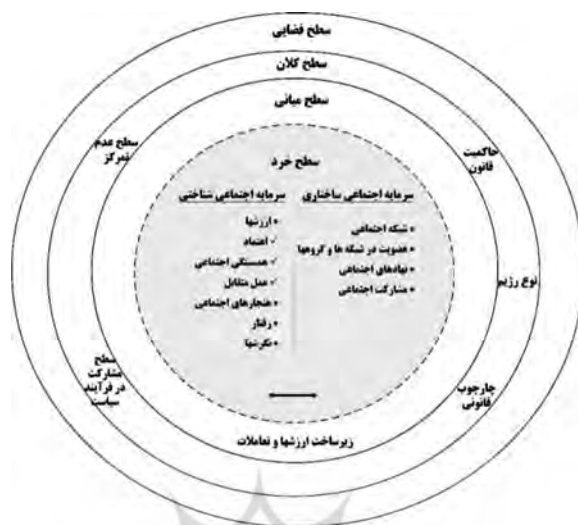 سطح فضایی
سطح کلان
سطح میانی
سطح عدم
تمرکز
حاکمیت
قانون
سطح خرد
سرمایه اجتماعی ساختاری
• شبکه اجتماعی
• عضویت در شبکه ها و گروهها
• نهادهای اجتماعی
• مشارکت اجتماعی
سرمایه اجتماعی شناختی
• ارزشها
✓ اعتماد
✓ همبستگی اجتماعی
✓ عمل متقابل
• هنجارهای اجتماعی
• رفتار
• نگرشها
نوع رژیم
چارچوب
قانونی
سطح
مشارکت
در فرآیند
سیاست
زیرساخت ارزشها و تعاملات